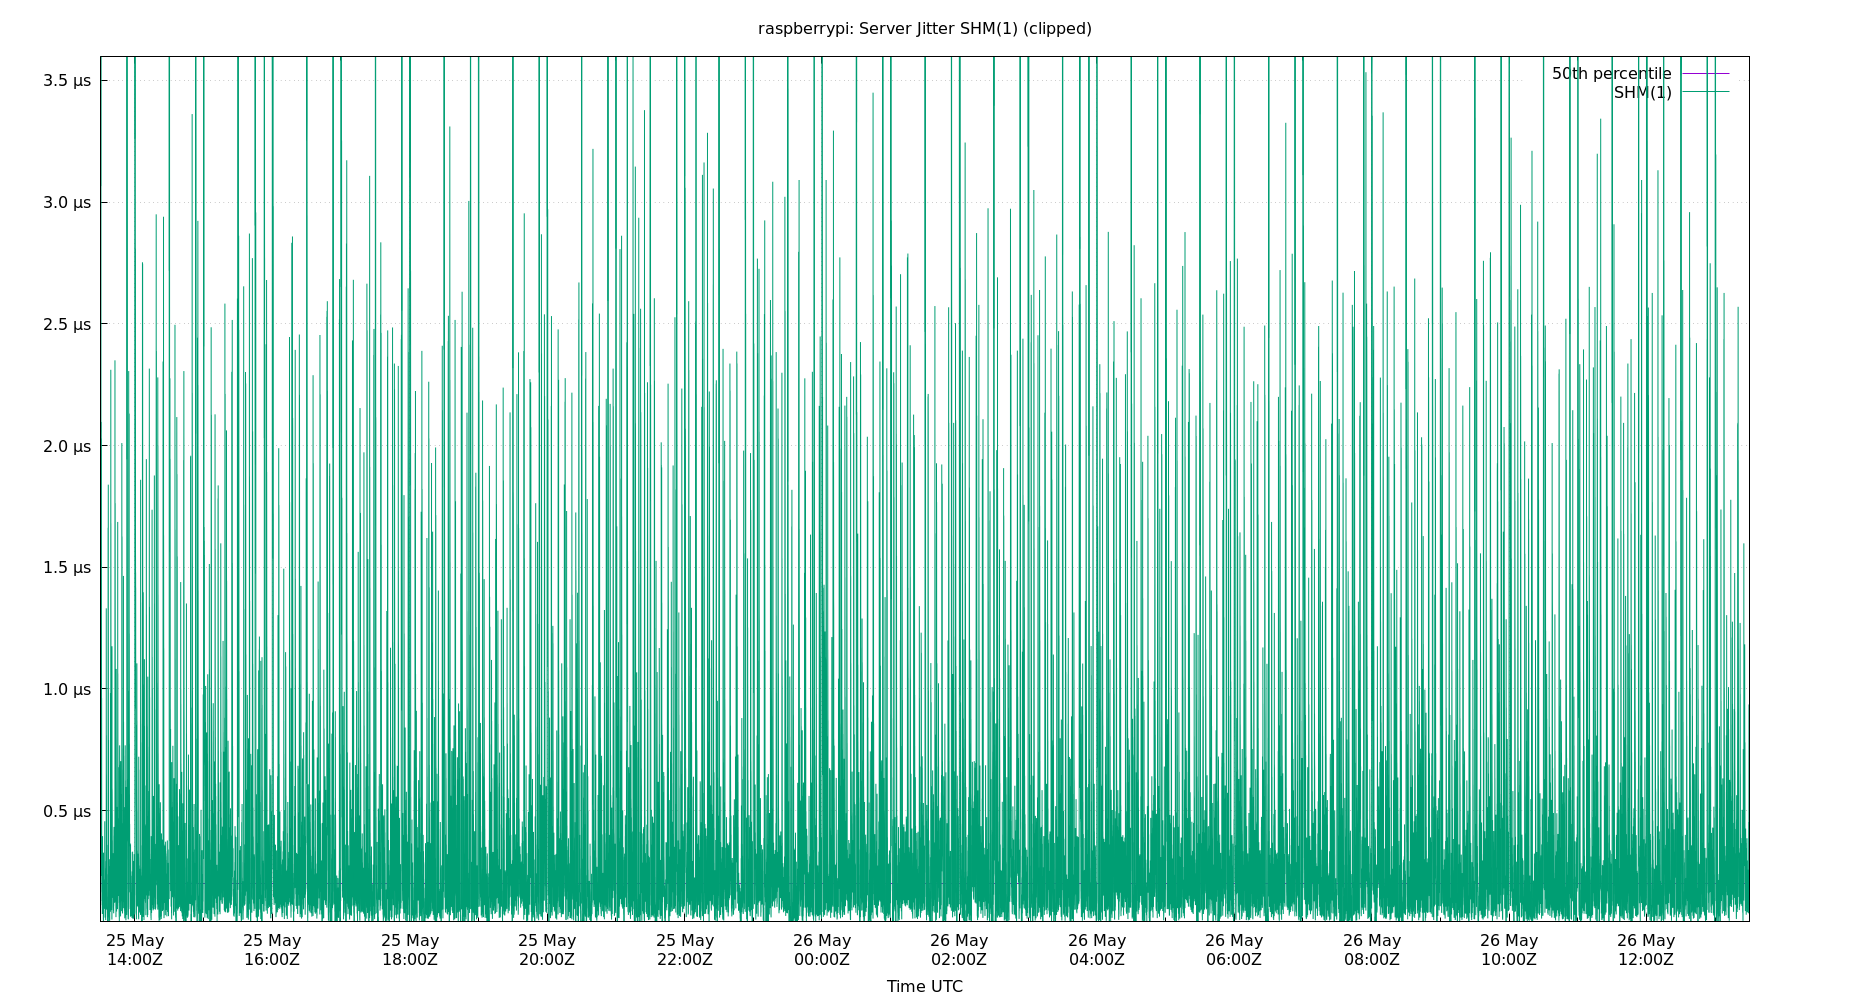 raspberrypi: Server Jitter SHM(1) (clipped)
50th percentile
SHM(1)
3.5 µs
3.0 µs
2.5 µs
2.0 µs
1.5 µs
1.0 µs
0.5 µs
25 May 25 May 25 May 25 May 25 May 26 May 26 May 26 May 26 May 26 May 26 May 26 May
14:00Z 16:00Z 18:00Z 20:00Z 22:00Z 00:00Z 02:00Z 04:00Z 06:00Z 08:00Z 10:00Z 12:00Z
Time UTC